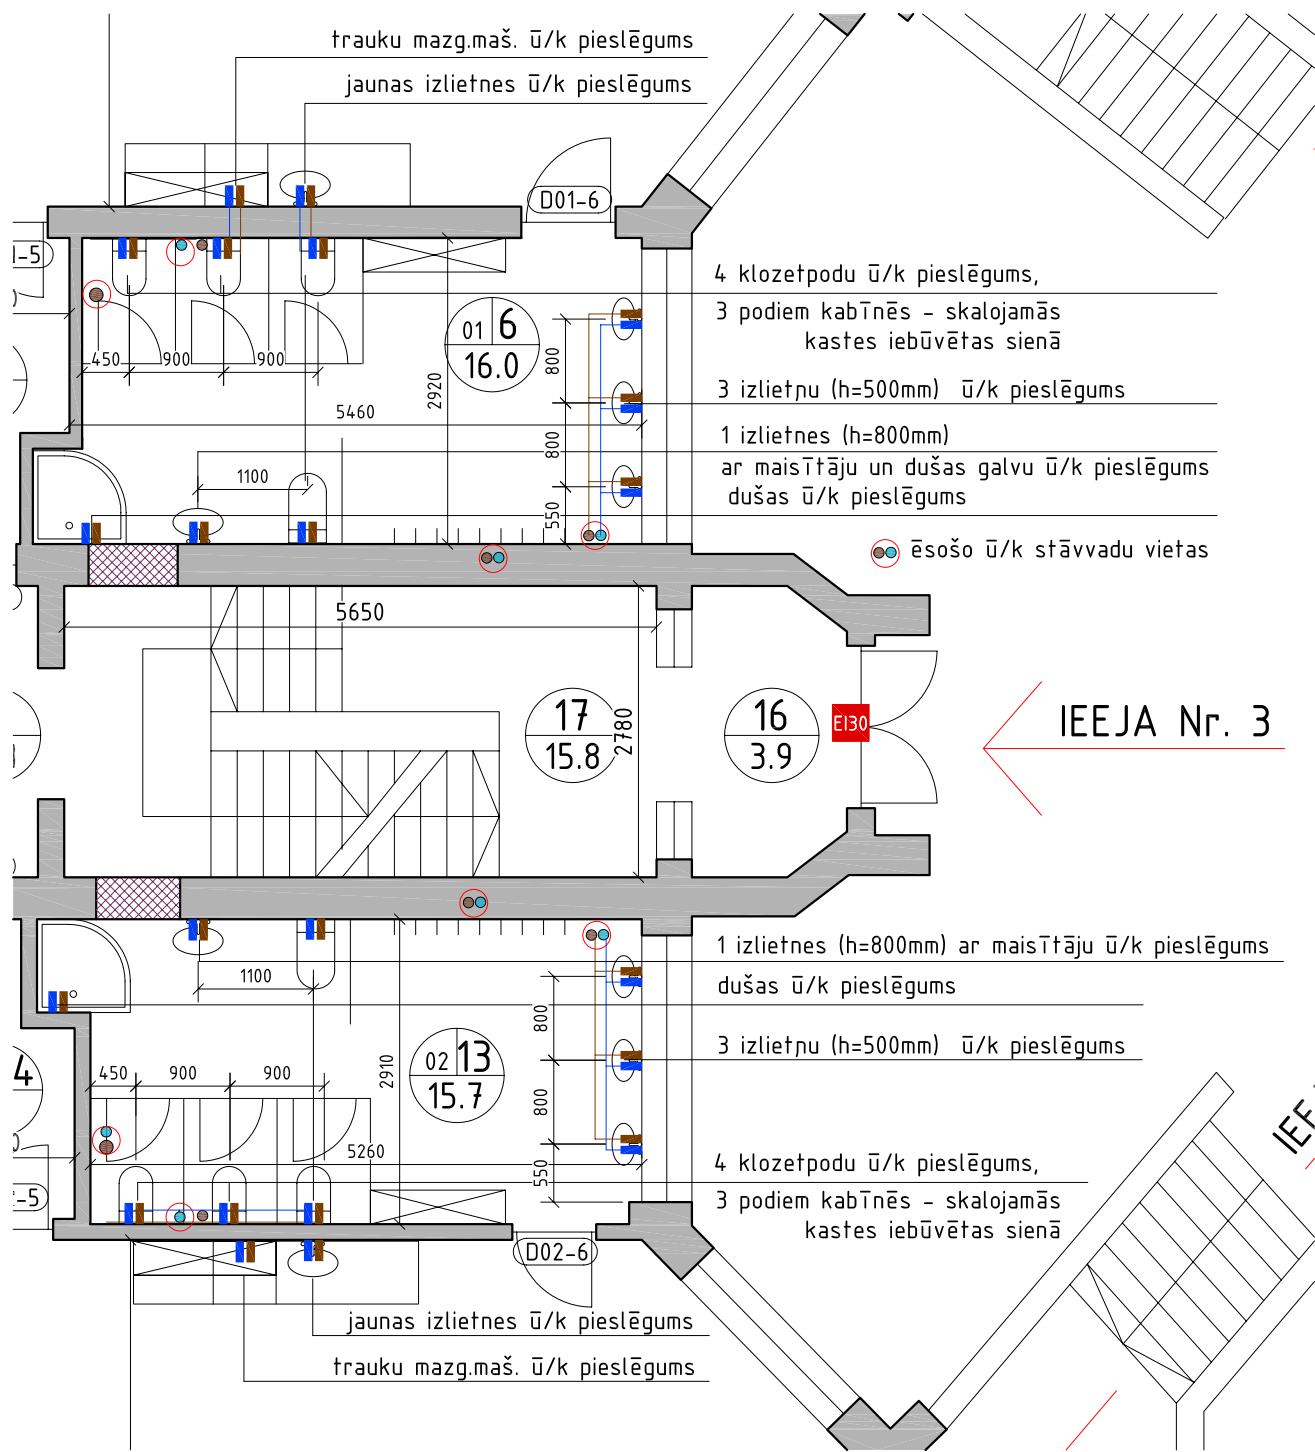 trauku mazg.maš. ū/k pieslēgums
jaunas izlietnes ū/k pieslēgums
D01-6
-5
4 klozetpodu ū/k pieslēgums,
3 podiem kabīnēs - skalojamās
kastes iebūvētas sienā
01 6
16.0
450 900 900
800
2920
5460
3 izlietņu (h=500mm) ū/k pieslēgums
1 izlietnes (h=800mm)
ar maisītāju un dušas galvu ū/k pieslēgums
dušas ū/k pieslēgums
800
1100
550
ēsošo ū/k stāvvadu vietas
5650
17
15.8
2780
16
3.9
EI30
IEEJA Nr. 3
1 izlietnes (h=800mm) ar maisītāju ū/k pieslēgums
dušas ū/k pieslēgums
1100
800
3 izlietņu (h=500mm) ū/k pieslēgums
02 13
15.7
4
450 900 900
2910
800
5260
550
4 klozetpodu ū/k pieslēgums,
3 podiem kabīnēs - skalojamās
kastes iebūvētas sienā
-5
D02-6
jaunas izlietnes ū/k pieslēgums
trauku mazg.maš. ū/k pieslēgums